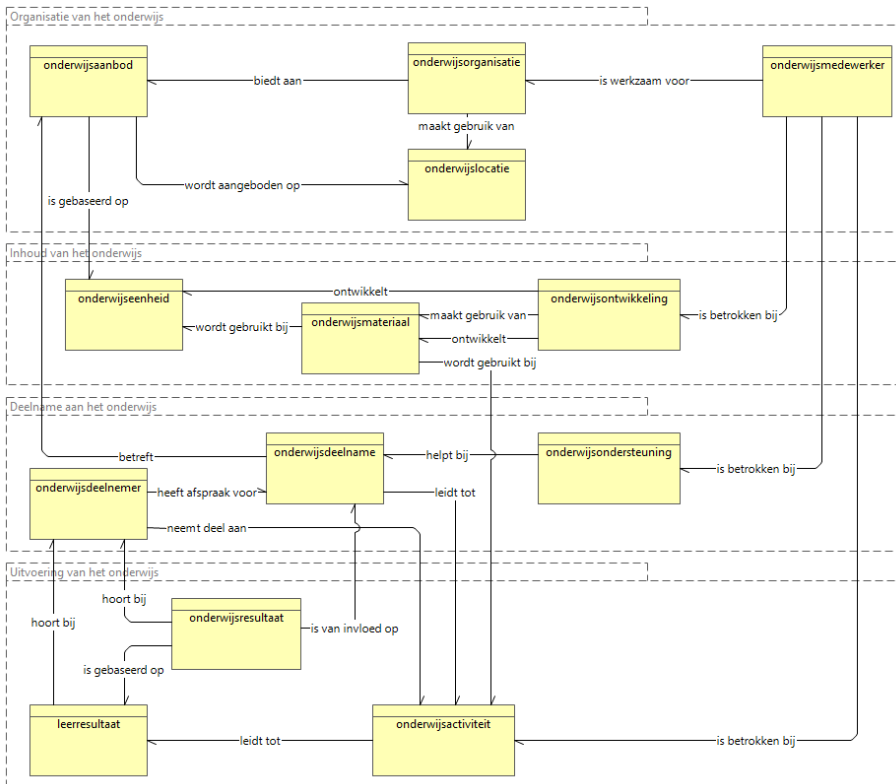 Organisatie van het onderwijs
onderwijsaanbod
biedt aan
onderwijsorganisatie
is werkzaam voor
onderwijsmedewerker
maakt gebruik van
onderwijslocatie
wordt aangeboden op
is gebaseerd op
Inhoud van het onderwijs
onderwijseenheid
ontwikkelt
onderwijsontwikkeling
onderwijsmateriaal
maakt gebruik van
is betrokken bij
wordt gebruikt bij
ontwikkelt
wordt gebruikt bij
Deelname aan het onderwijs
onderwijsdeelname
helpt bij
onderwijsondersteuning
betreft
is betrokken bij
onderwijsdeelnemer
heeft afspraak voor
leidt tot
neemt deel aan
Uitvoering van het onderwijs
hoort bij
onderwijsresultaat
hoort bij
is van invloed op
is gebaseerd op
leerresultaat
onderwijsactiviteit
leidt tot
is betrokken bij